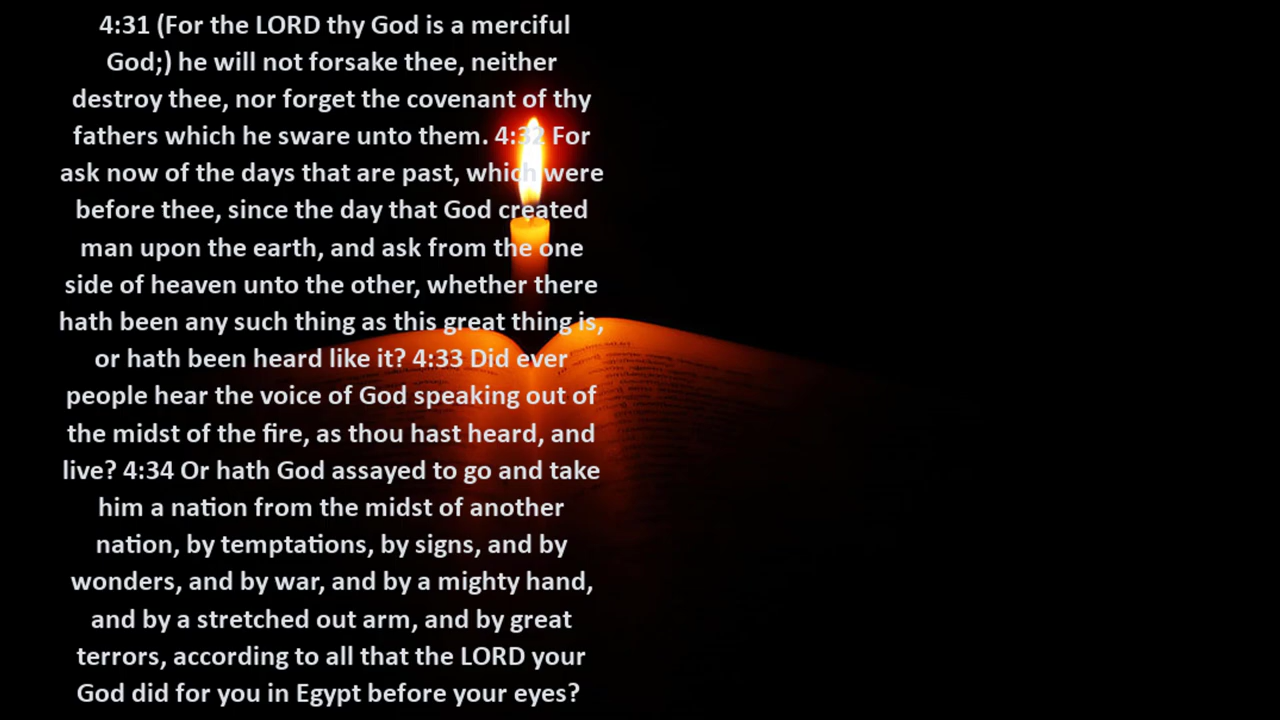 4:31 (For the LORD thy God is a merciful
God;) he will not forsake thee, neither
destroy thee, nor forget the covenant of thy
fathers which he sware unto them. 4:32 For
ask now of the days that are past, which were
before thee, since the day that God created
man upon the earth, and ask from the one
side of heaven unto the other, whether there
hath been any such thing as this great thing is,
or hath been heard like it? 4:33 Did ever
people hear the voice of God speaking out of
the midst of the fire, as thou hast heard, and
live? 4:34 Or hath God assayed to go and take
him a nation from the midst of another
nation, by temptations, by signs, and by
wonders, and by war, and by a mighty hand,
and by a stretched out arm, and by great
terrors, according to all that the LORD your
God did for you in Egypt before your eyes?